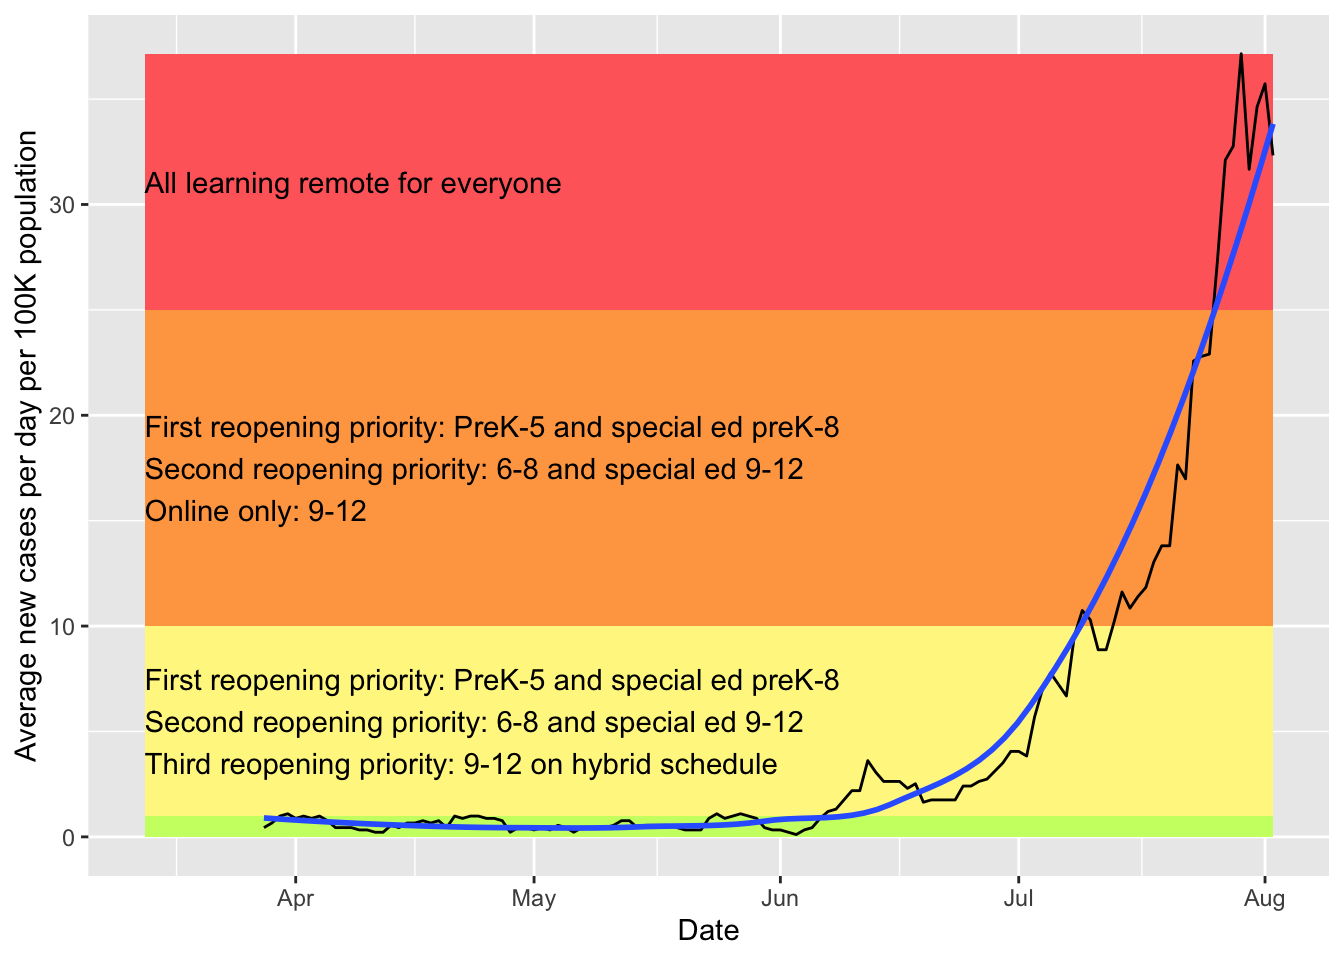 Average new cases per day per 100K population
30
20
10
0
All learning remote for everyone
First reopening priority: PreK-5 and special ed preK-8
Second reopening priority: 6-8 and special ed 9-12
Online only: 9-12
First reopening priority: PreK-5 and special ed preK-8
Second reopening priority: 6-8 and special ed 9-12
Third reopening priority: 9-12 on hybrid schedule
Apr May Jun Jul Aug
Date